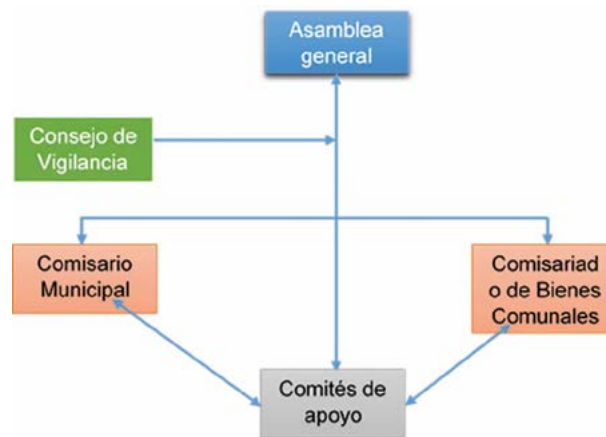 Asamblea
general
Consejo de
Vigilancia
Comisario
Municipal
Comisariad
o de Bienes
Comunales
Comités de
apoyo